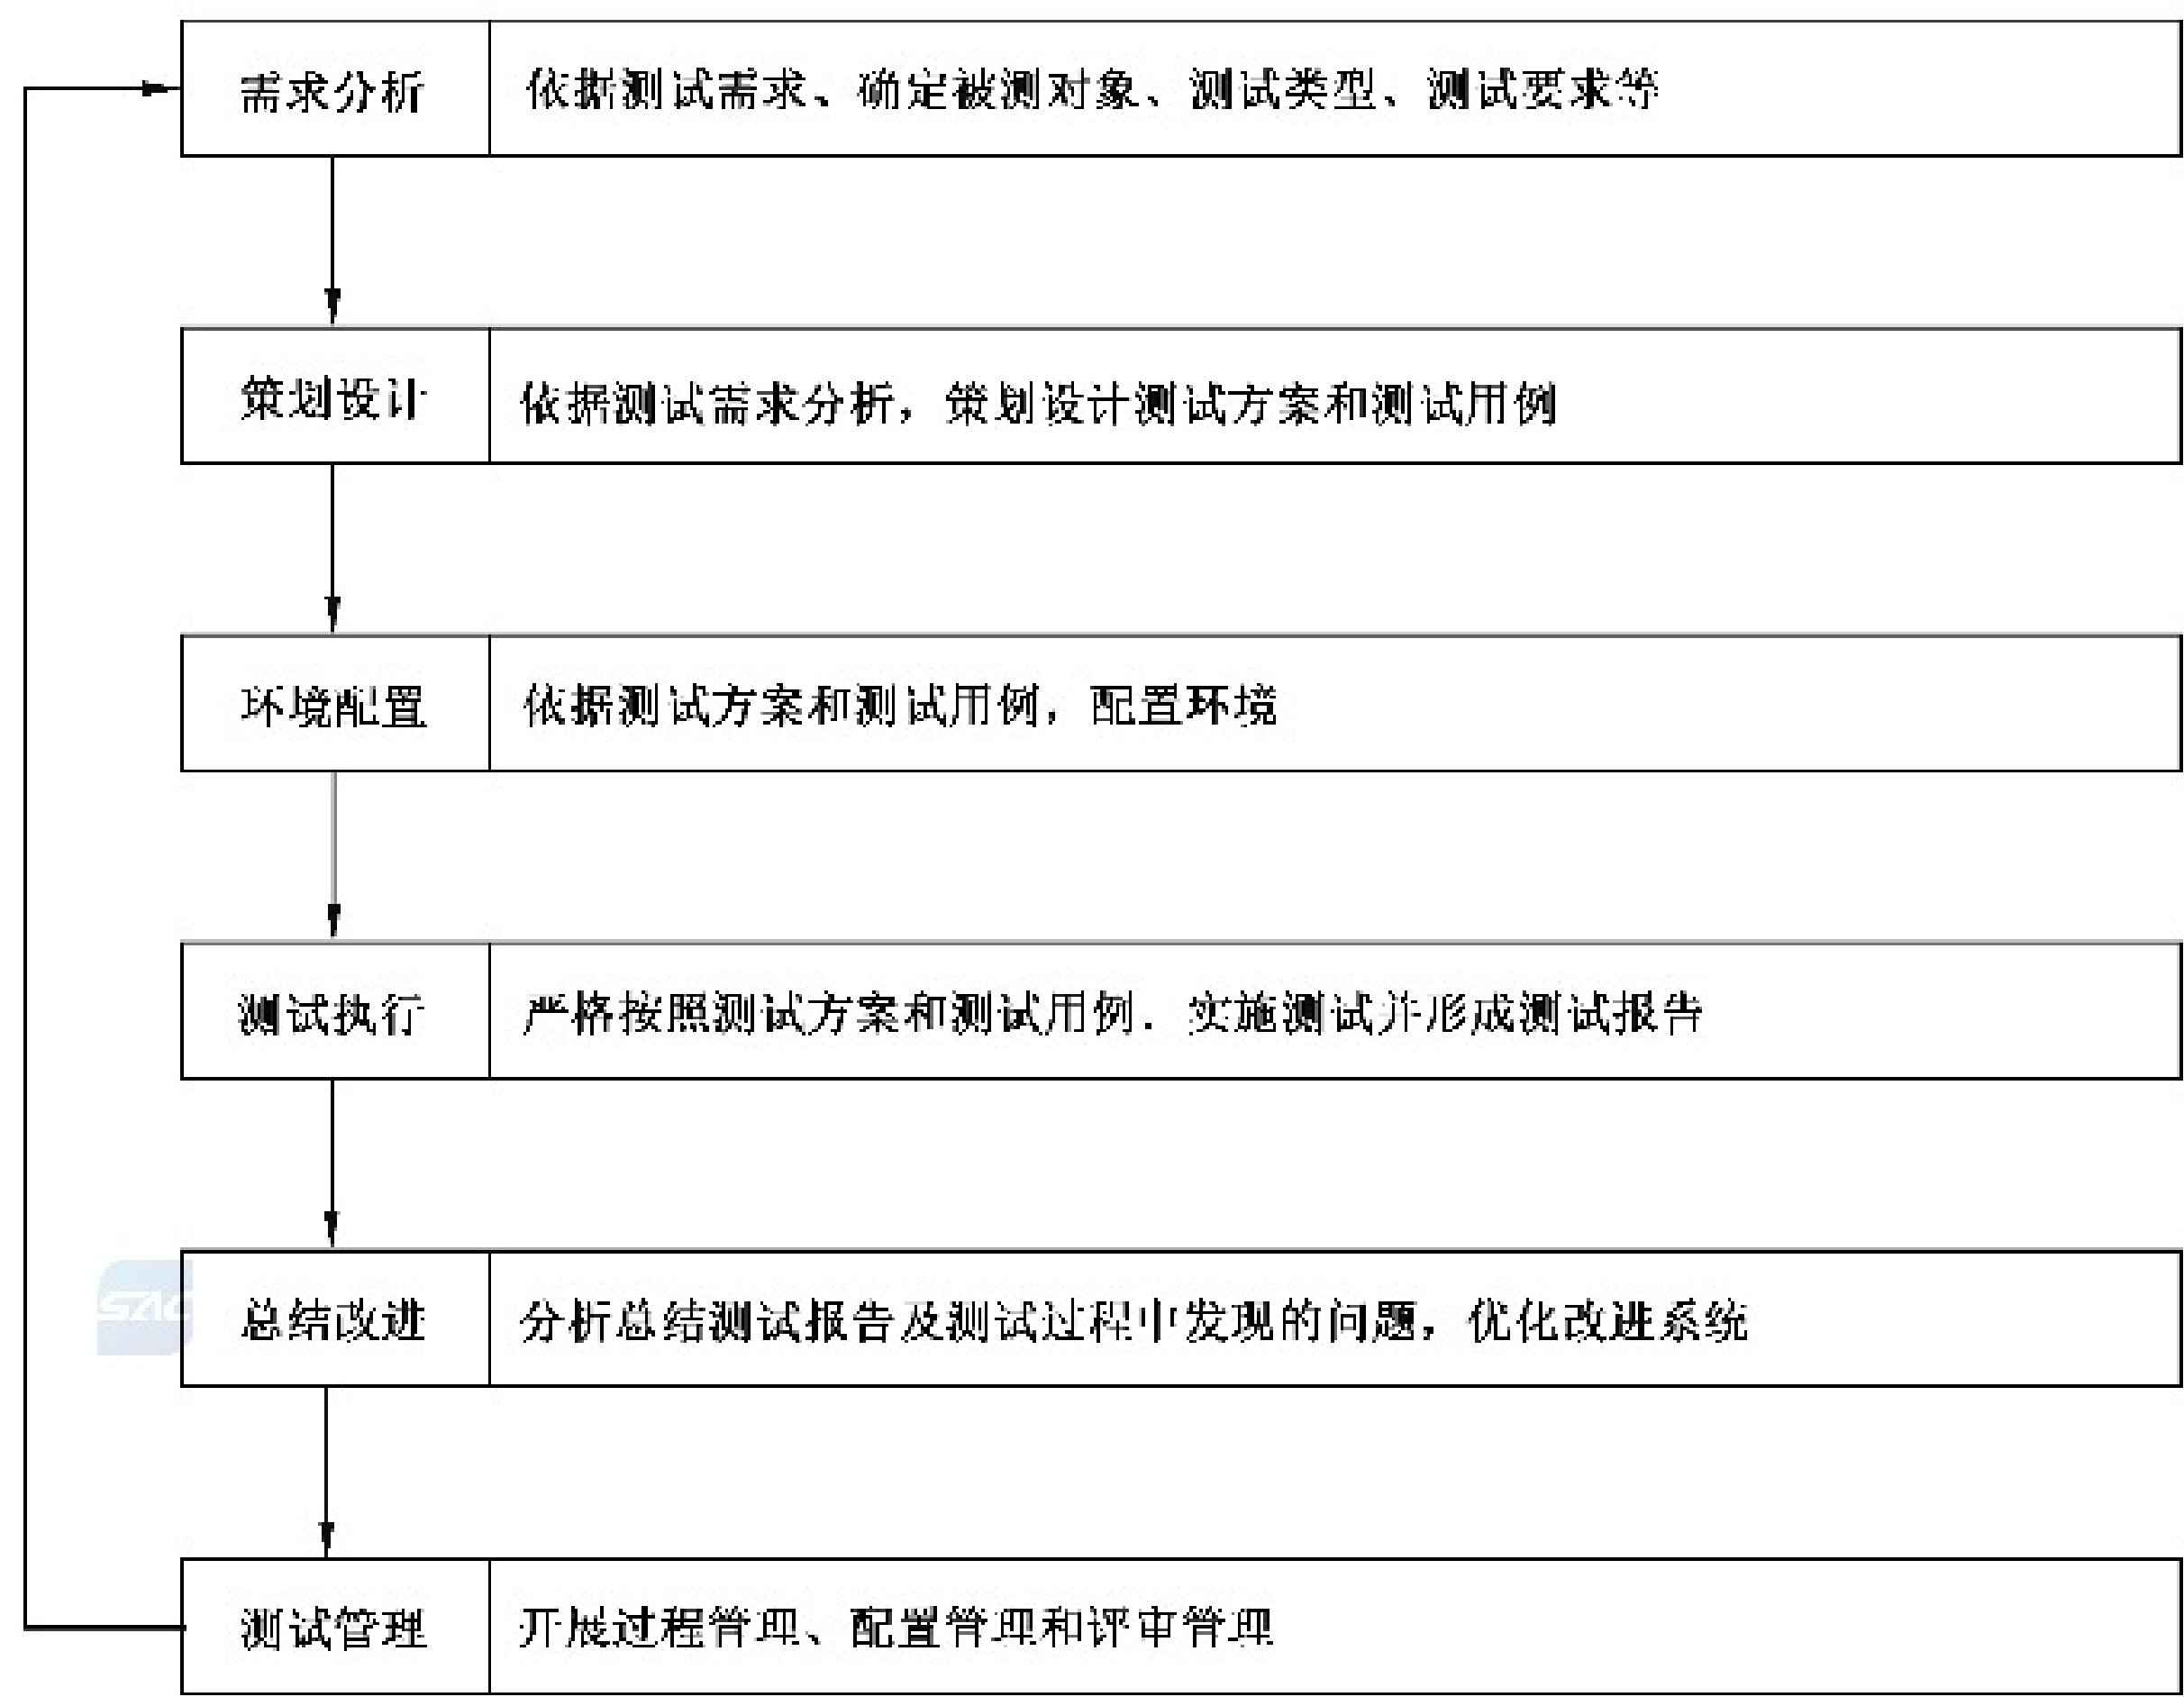 需求分析 依据测试需求、确定被测对象、测试类型、测试要求等
策划设计 依据测试需求分析，策划设计测试方案和测试用例
环境配置 依据测试方案和测试用例，配置环境
测试执行 严格按照测试方案和测试用例．实施测试并形成测试报告
SAC
总结改进 分析总结测试报告及测试过程中发现的问题，优化改进系统
测试管理 开展过程管理、配置管理和评审管理